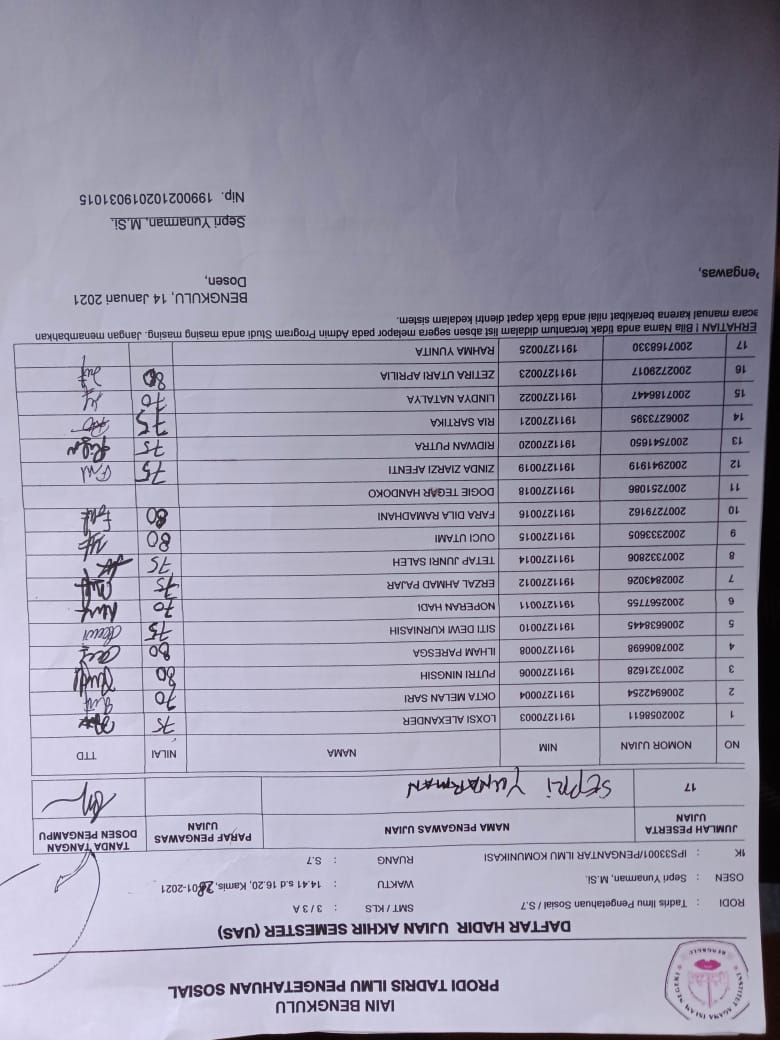 IAIN BENGKULU
PRODI TADRIS ILMU PENGETAHUAN SOSIAL
DAFTAR HADIR UJIAN AKHIR SEMESTER (UAS)
RODI : Tadris Ilmu Pengetahuan Sosial / S.7 SMT / KLS : 3 / 3 A
OSEN : Sepri Yunarman, M.Si. WAKTU : 14.41 s.d 16.20, Kamis, 28-01-2021
1K : IPS33001/PENGANTAR ILMU KOMUNIKASI RUANG : S.7
JUMLAH PESERTA UJIAN NAMA PENGAWAS UJIAN PARAF PENGAWAS UJIAN TANDA TANGAN DOSEN PENGAMPU
17 SEPRI YUNARMAN
NO NOMOR UJIAN NIM NAMA NILAI TTD
1 2002058611 1911270003 LOXSI ALEXANDER 75
2 2006942254 1911270004 OKTA MELAN SARI 70
3 2007321628 1911270006 PUTRI NINGSIH 80
4 2007806698 1911270008 ILHAM PARESGA 80
5 2006638445 1911270010 SITI DEWI KURNIASIH 75
6 2002567755 1911270011 NOPERAN HADI 70
7 2002843026 1911270012 ERZAL AHMAD PAJAR 75
8 2007332806 1911270014 TETAP JUNRI SALEH 75
9 2002333605 1911270015 OUCI UTAMI 80
10 2007279162 1911270016 FARA DILA RAMADHANI 80
11 2007251086 1911270018 DOGIE TEGAR HANDOKO
12 2002941919 1911270019 ZINDA ZIARZI AFENTI 75
13 2007541650 1911270020 RIDWAN PUTRA 75
14 2006273395 1911270021 RIA SARTIKA 75
15 2007186447 1911270022 LINDYA NATALYA 70
16 2007729017 1911270023 ZETIRA UTARI APRILIA 80
17 2007168330 1911270025 RAHMA YUNITA
ERHATIAN ! Bila Nama anda tidak tercantum didalam list absen segera melapor pada Admin Program Studi anda masing masing. Jangan menambahkan
acara manual karena berakibat nilai anda tidak dapat dientri kedalam sistem.
BENGKULU, 14 Januari 2021
Pengawas, Dosen,
Sepri Yunarman, M.Si.
Nip. 199002102019031015